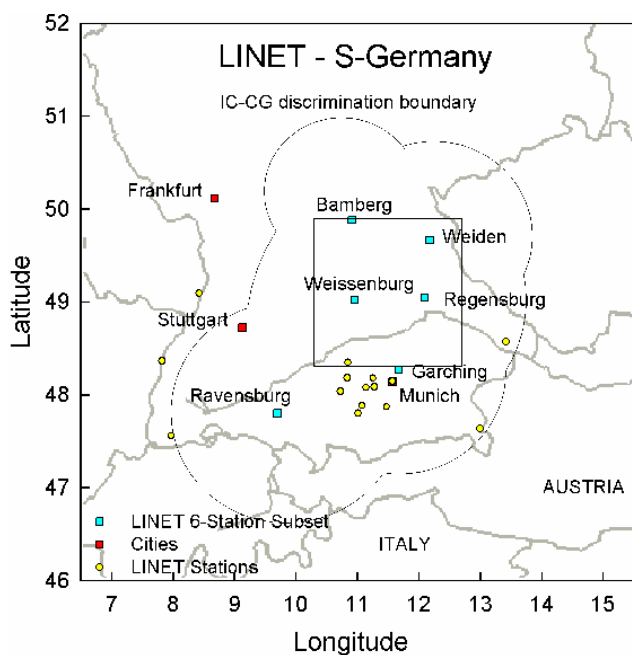 LINET - S-Germany
IC-CG discrimination boundary
52
51
50
49
48
47
46
Latitude
Frankfurt
Bamberg
Weiden
Weissenburg
Regensburg
Stuttgart
Garching
Ravensburg
Munich
AUSTRIA
ITALY
LINET 6-Station Subset
Cities
LINET Stations
7 8 9 10 11 12 13 14 15
Longitude